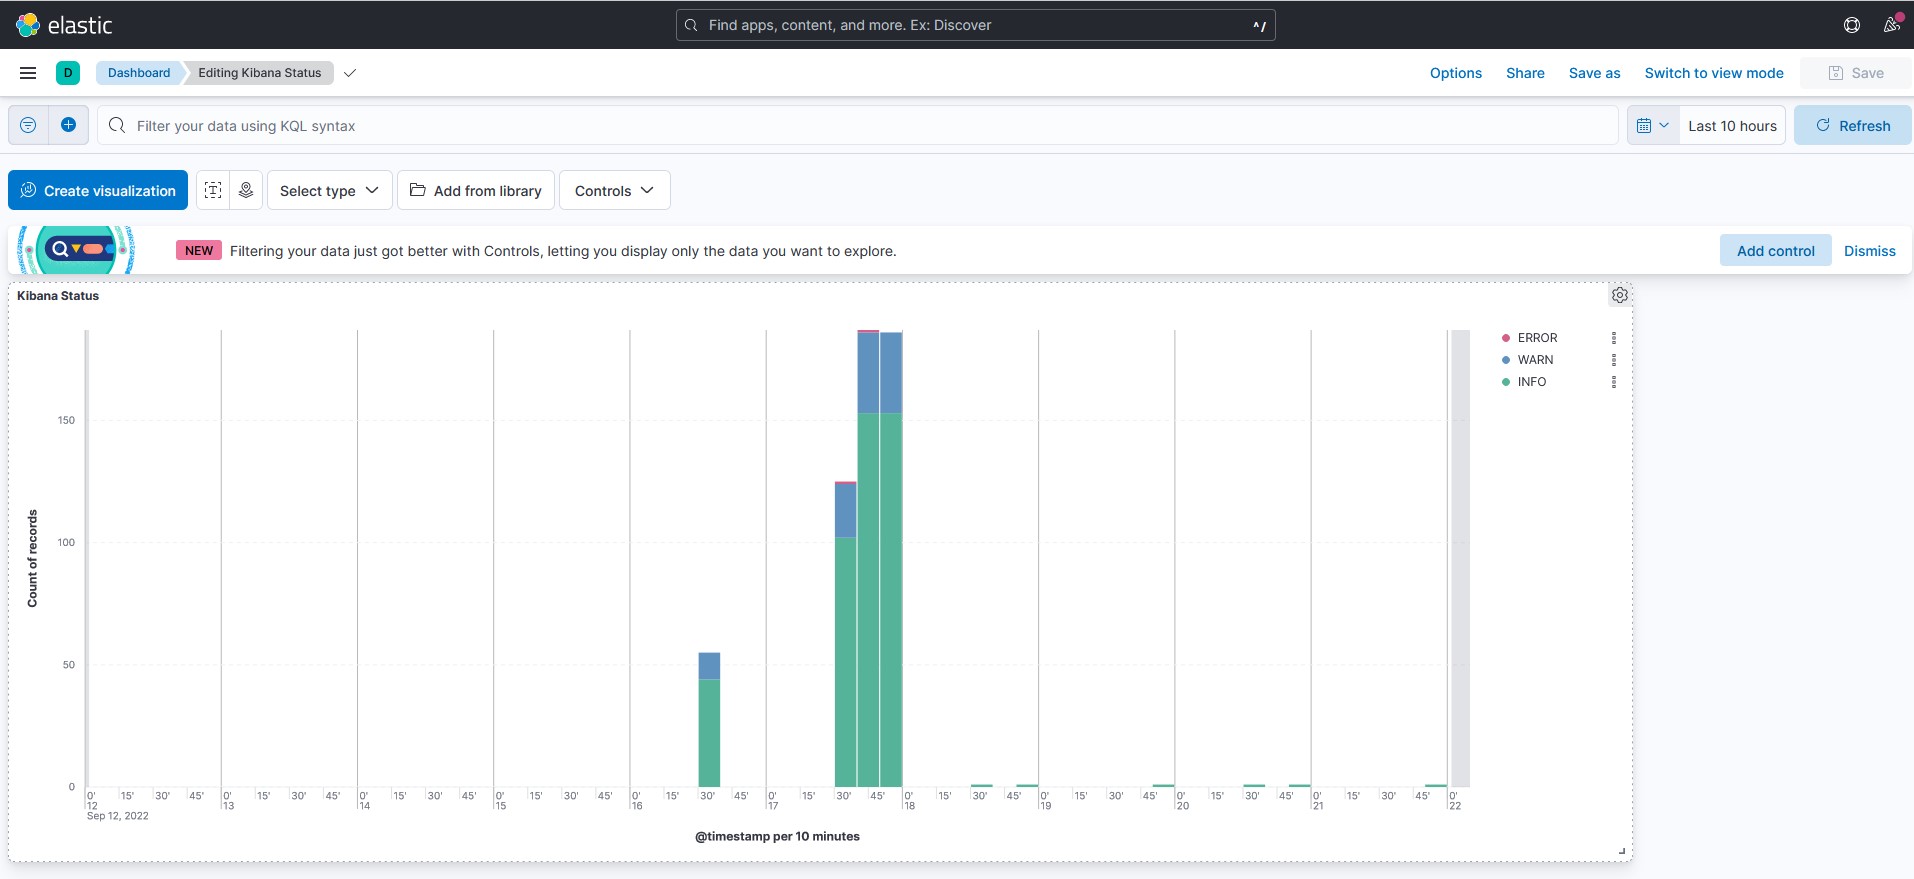 elastic
Find apps, content, and more. Ex: Discover ^/
D Dashboard Editing Kibana Status Options Share Save as Switch to view mode Save
Filter your data using KQL syntax Last 10 hours Refresh
Create visualization Select type Add from library Controls
NEW Filtering your data just got better with Controls, letting you display only the data you want to explore. Add control Dismiss
Kibana Status
ERROR
WARN
INFO
150
100
50
0
Count of records
0' 15' 30' 45' 0' 15' 30' 45' 0' 15' 30' 45' 0' 15' 30' 45' 0' 15' 30' 45' 0' 15' 30' 45' 0' 15' 30' 45' 0' 15' 30' 45' 0' 15' 30' 45' 0' 15' 30' 45' 0'
12 13 14 15 16 17 18 19 20 21 22
Sep 12, 2022
@timestamp per 10 minutes